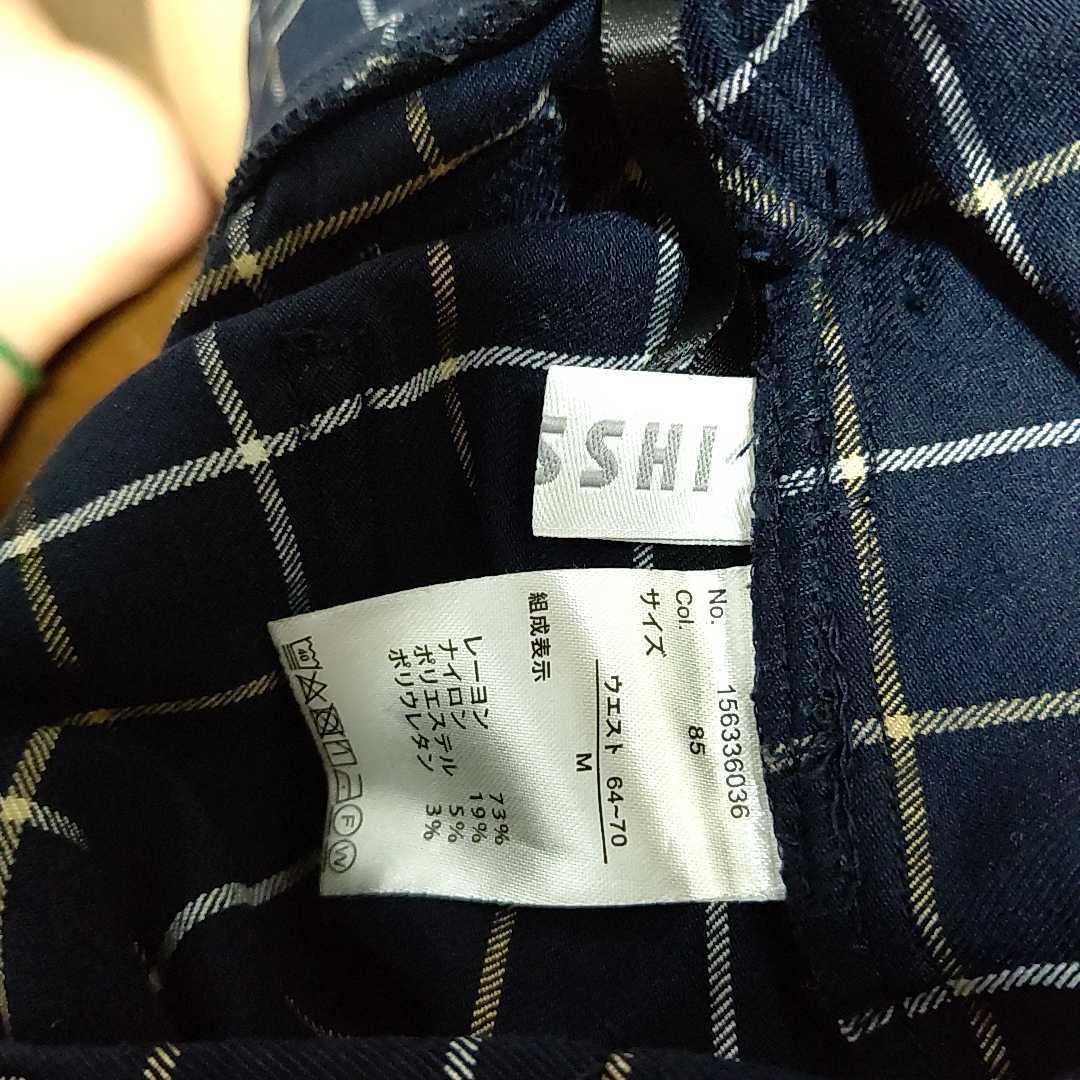 SSHI
No. 156336036
Col. 85
サイズ
ウエスト 64~70
M
組成表示
レーヨン 73%
ナイロン 19%
ポリエステル 5%
ポリウレタン 3%
40
F
W